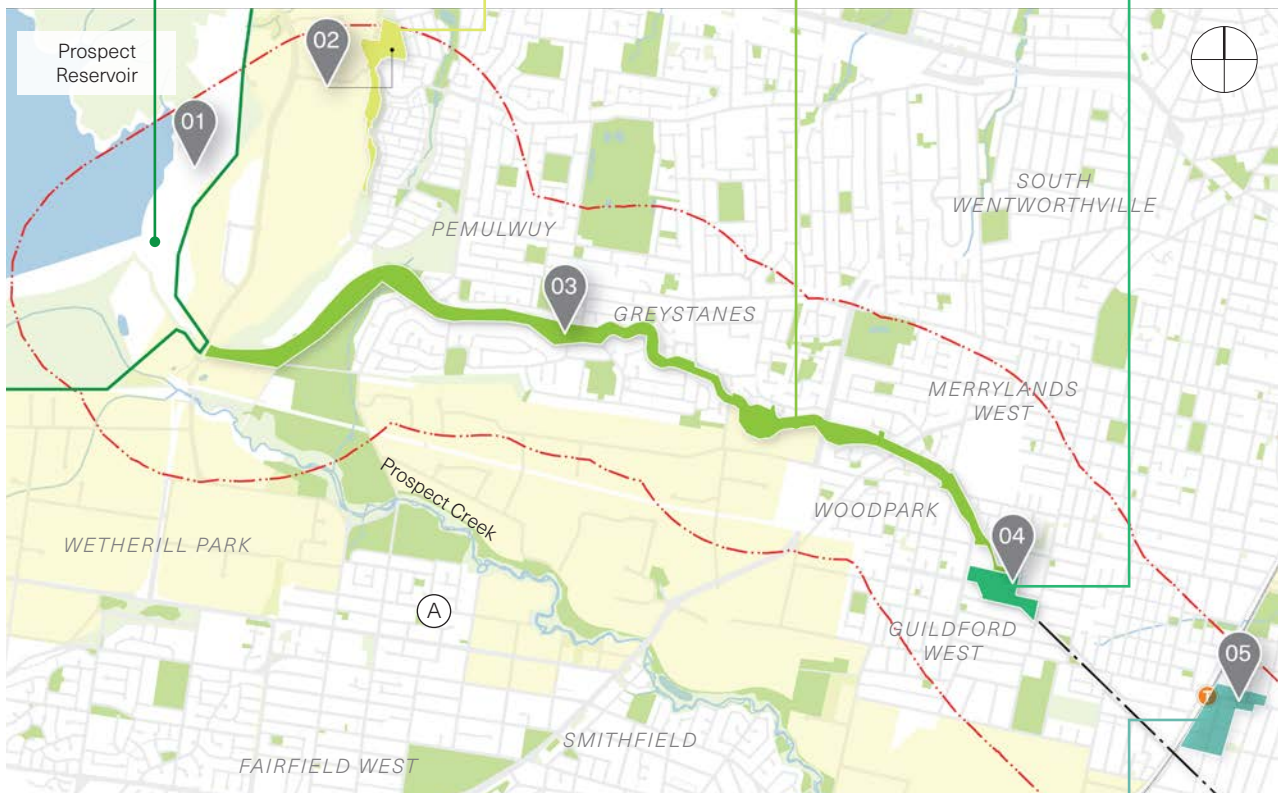 Prospect
Reservoir
02
01
SOUTH
WENTWORTHVILLE
PEMULWUY
03
GREYSTANES
MERRYLANDS
WEST
Prospect Creek
WOODPARK
04
WETHERILL PARK
A
GUILDFORD
WEST
05
T
SMITHFIELD
FAIRFIELD WEST